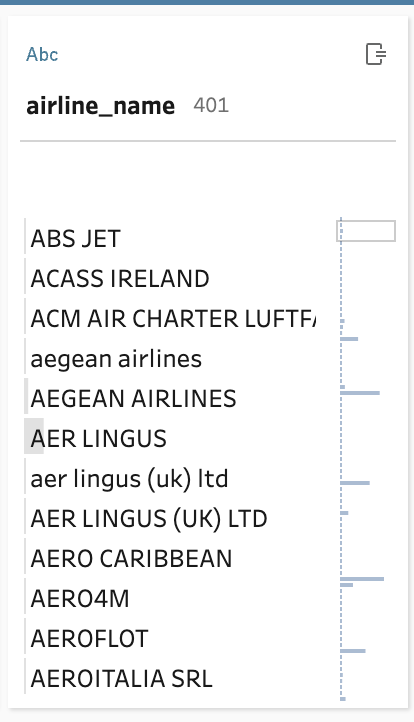 Abc
airline_name 401
ABS JET
ACASS IRELAND
ACM AIR CHARTER LUFTF
aegean airlines
AEGEAN AIRLINES
AER LINGUS
aer lingus (uk) ltd
AER LINGUS (UK) LTD
AERO CARIBBEAN
AERO4M
AEROFLOT
AEROITALIA SRL